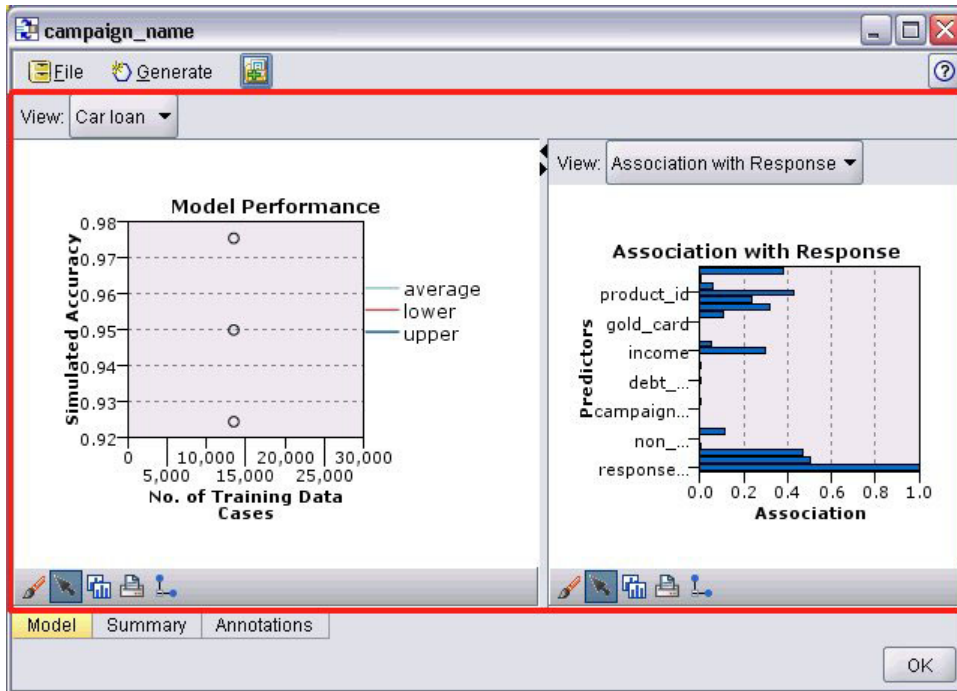 campaign_name
File Generate
View: Car loan
View: Association with Response
Model Performance
Simulated Accuracy
0.98
0.97
0.96
0.95
0.94
0.93
0.92
0 10,000 20,000 30,000
5,000 15,000 25,000
No. of Training Data
Cases
average
lower
upper
Association with Response
Predictors
product_id
gold_card
income
debt_...
campaign...
non_...
response...
0.0 0.2 0.4 0.6 0.8 1.0
Association
Model Summary Annotations
OK